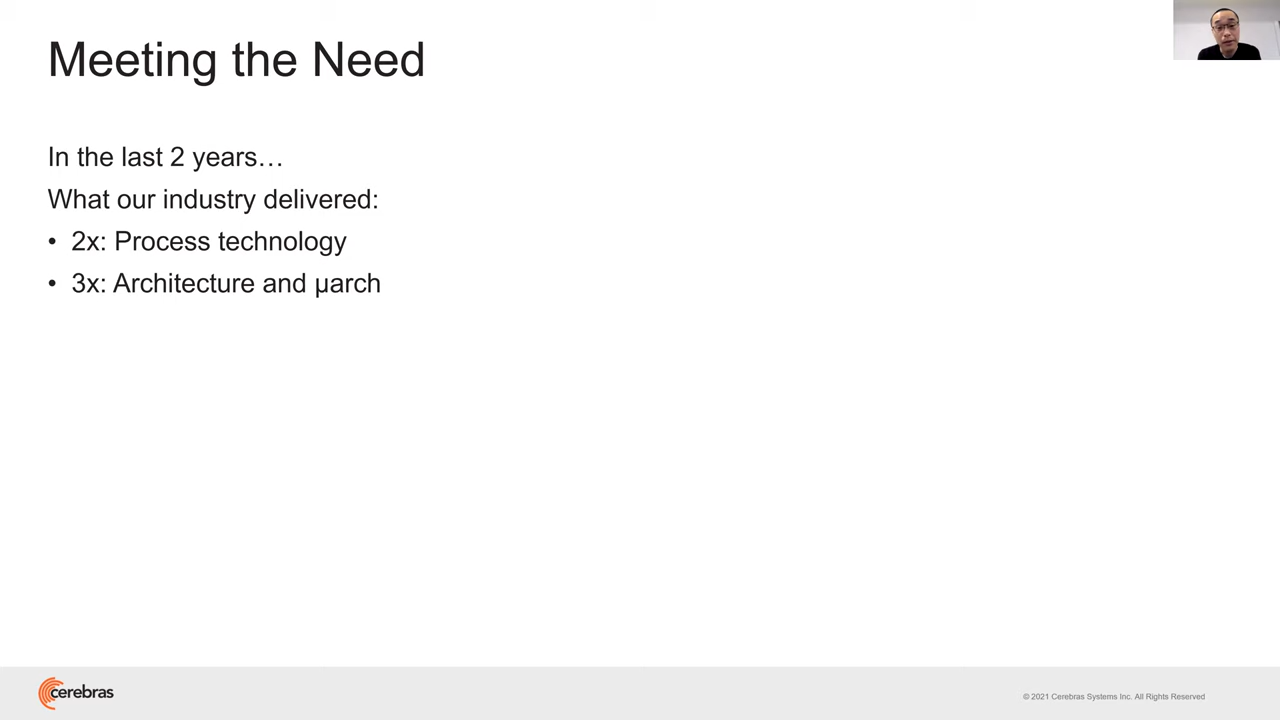 Meeting the Need
In the last 2 years…
What our industry delivered:
• 2x: Process technology
• 3x: Architecture and µarch
cerebras
© 2021 Cerebras Systems Inc. All Rights Reserved